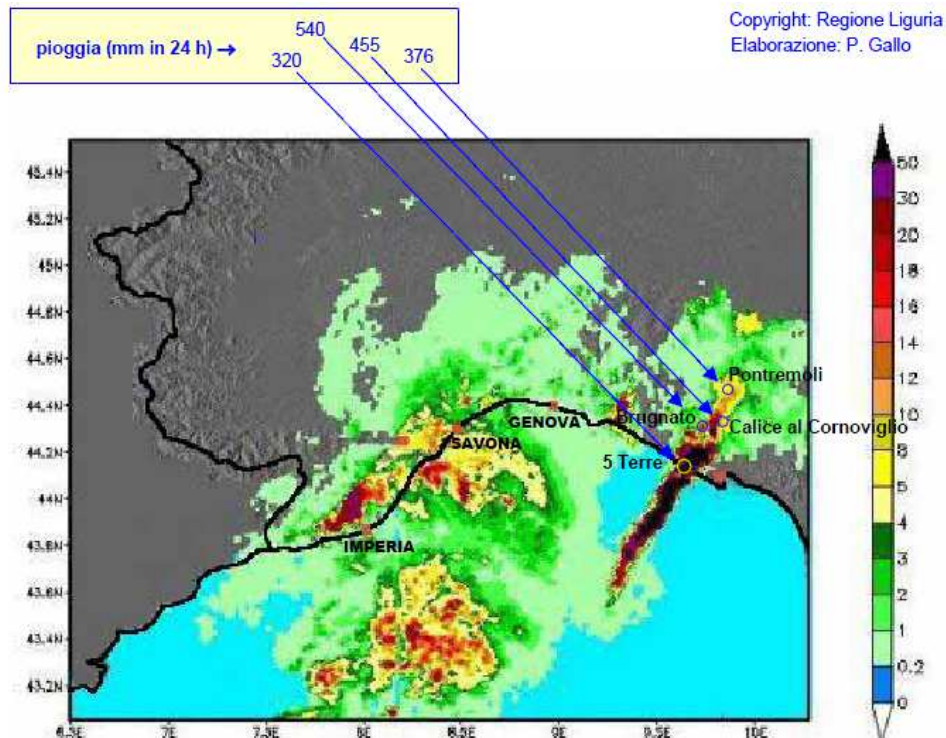 pioggia (mm in 24 h) →
540
320
455
376
Copyright: Regione Liguria
Elaborazione: P. Gallo
45.4N
45.2N
45N
44.8N
44.6N
44.4N
44.2N
44N
43.8N
43.6N
43.4N
43.2N
6.5E
7E
7.5E
8E
8.5E
9E
9.5E
10E
Pontremoli
Brugnato
Calice al Cornoviglio
GENOVA
SAVONA
5 Terre
IMPERIA
50
30
20
18
16
14
12
10
8
5
4
3
2
1
0.2
0